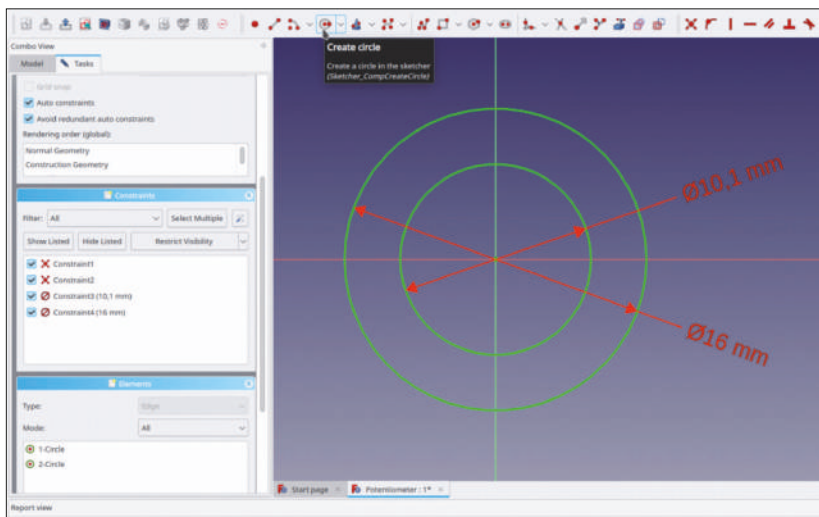 Combo View
Model
Tasks
Grid snap
Auto constraints
Avoid redundant auto constraints
Rendering order (global):
Normal Geometry
Construction Geometry
Constraints
Filter: All
Select Multiple
Show Listed
Hide Listed
Restrict Visibility
Constraint1
Constraint2
Constraint3 (10,1 mm)
Constraint4 (16 mm)
Elements
Type: Edge
Mode: All
1-Circle
2-Circle
Create circle
Create a circle in the sketcher
(Sketcher_CompCreateCircle)
Ø10,1 mm
Ø16 mm
Start page
Potentiometer : 1*
Report view